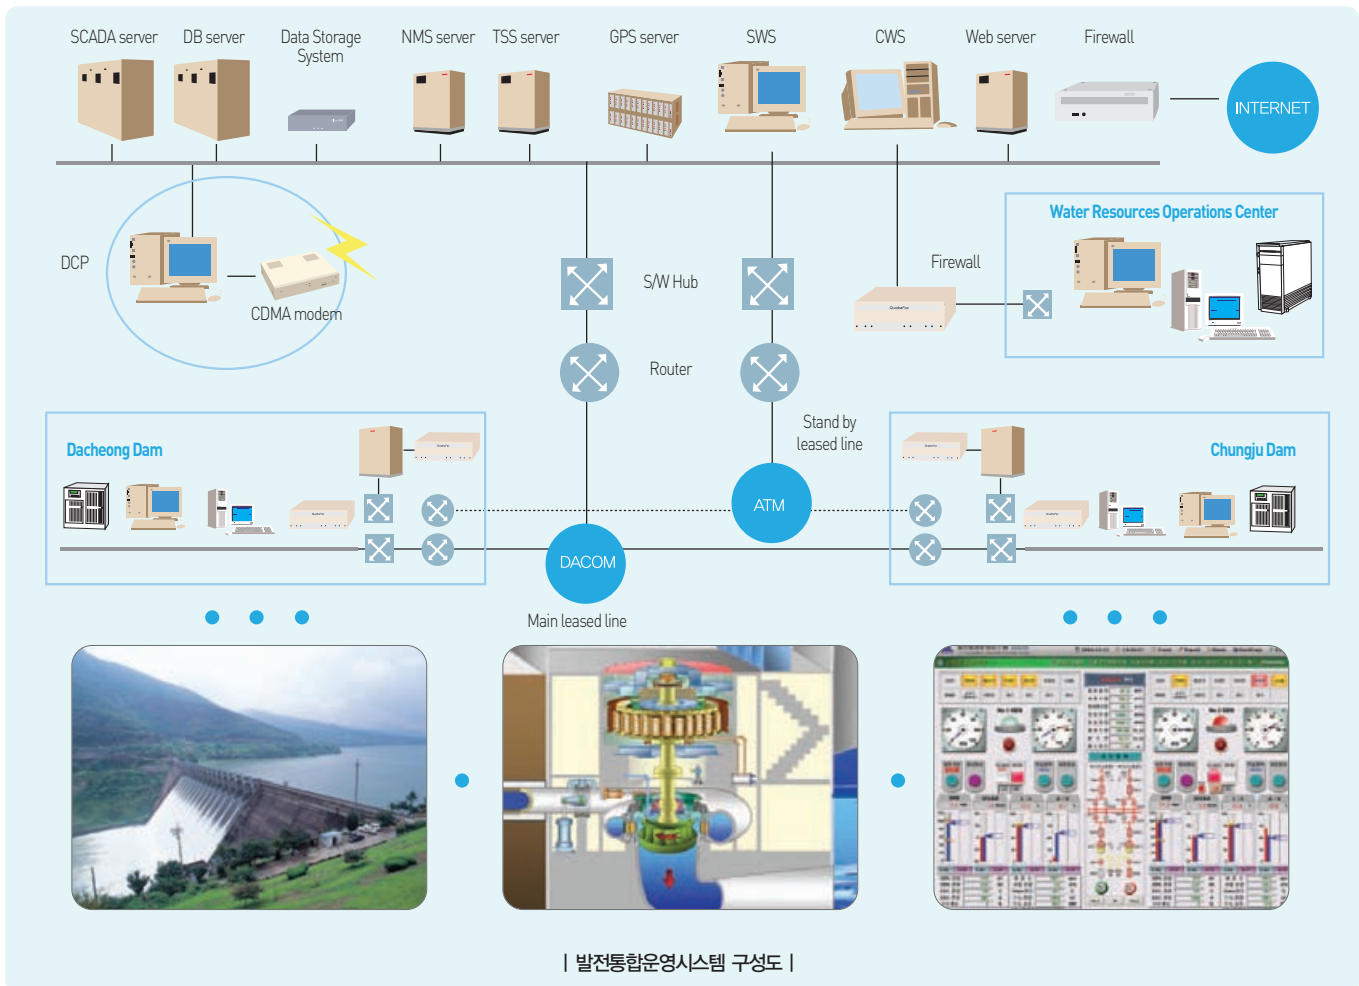 SCADA server
DB server
Data Storage
System
NMS server
TSS server
GPS server
SWS
CWS
Web server
Firewall
INTERNET
DCP
CDMA modem
S/W Hub
Router
Firewall
Water Resources Operations Center
Stand by
leased line
Dacheong Dam
Chungju Dam
ATM
DACOM
Main leased line
| 발전통합운영시스템 구성도 |